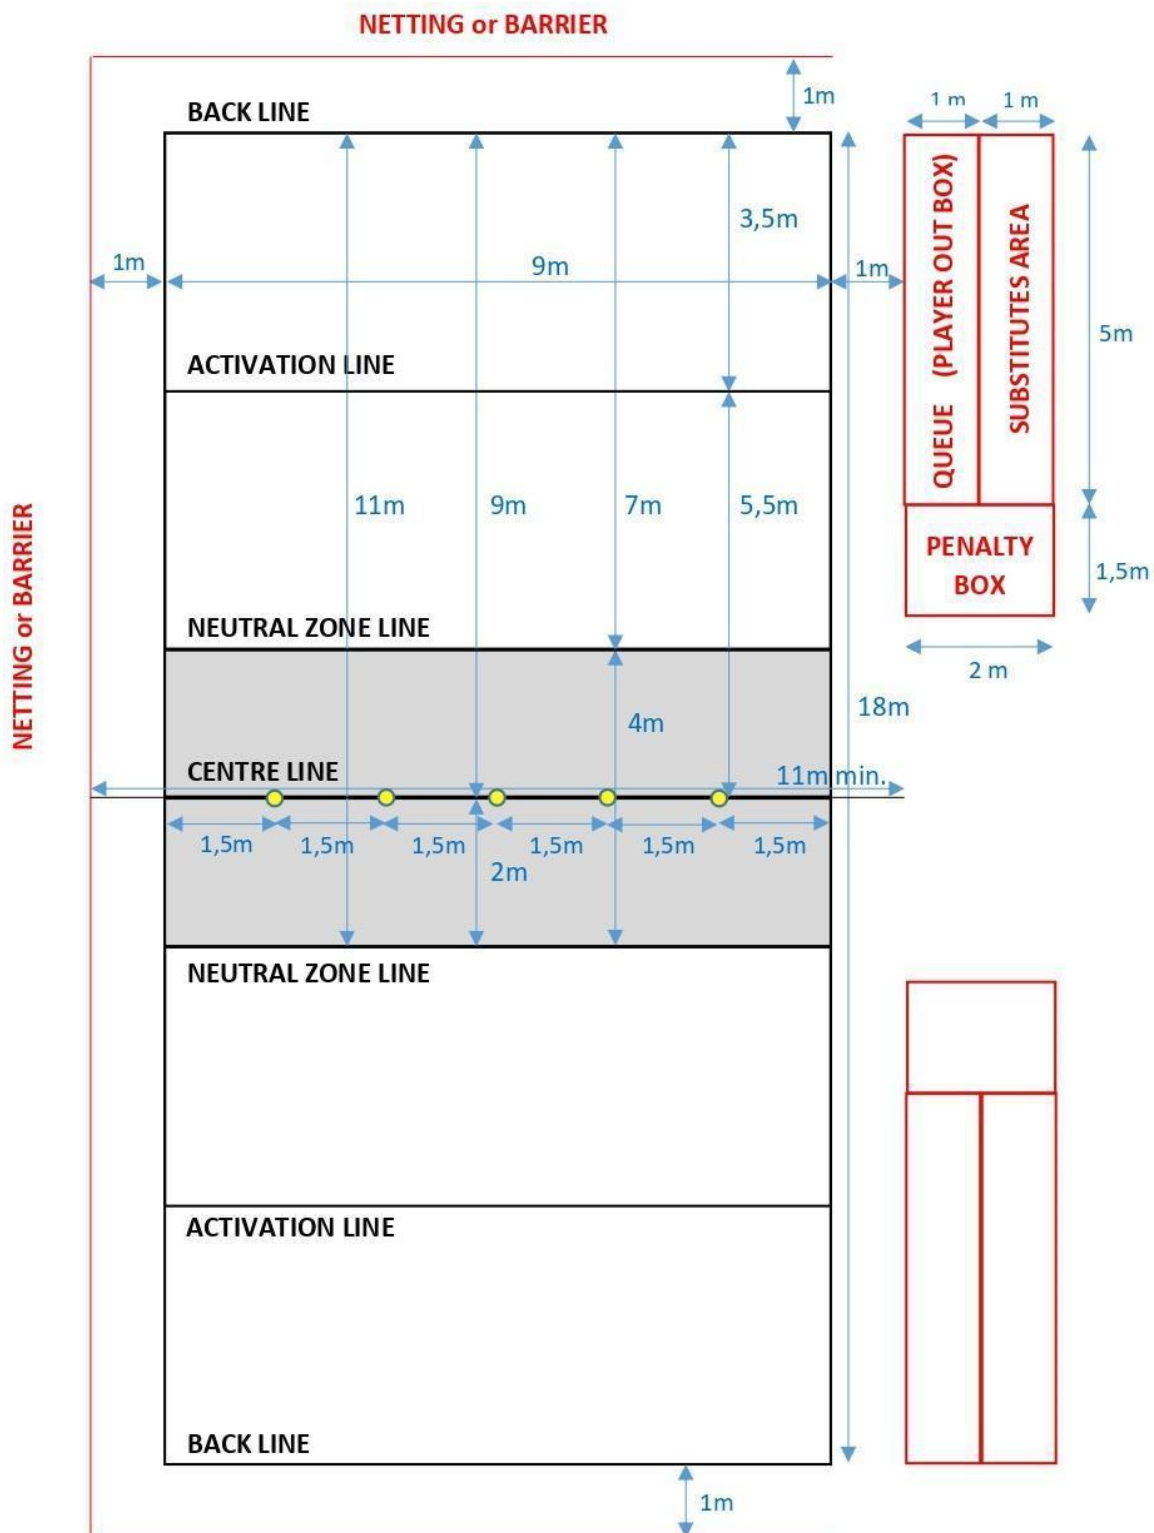 NETTING or BARRIER
1m
BACK LINE
1 m
1 m
QUEUE (PLAYER OUT BOX)
SUBSTITUTES AREA
3,5m
1m
9m
1m
5m
ACTIVATION LINE
11m
9m
7m
5,5m
NETTING or BARRIER
PENALTY
BOX
1,5m
NEUTRAL ZONE LINE
2 m
18m
4m
CENTRE LINE
11m min.
1,5m
1,5m
1,5m
1,5m
1,5m
1,5m
2m
NEUTRAL ZONE LINE
ACTIVATION LINE
BACK LINE
1m